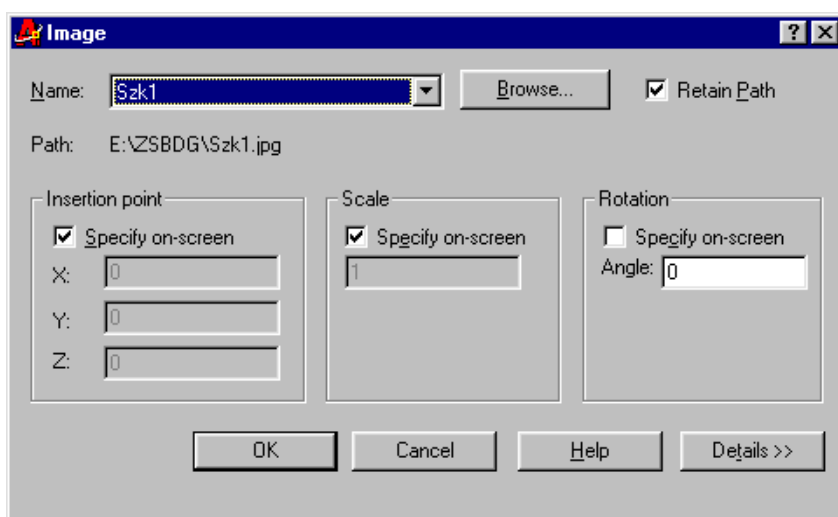 Image
Name: Szk1 Browse... Retain Path
Path: E:\ZSBDG\Szk1.jpg
Insertion point Scale Rotation
Specify on-screen Specify on-screen Specify on-screen
X: 0 1 Angle: 0
Y: 0
Z: 0
OK Cancel Help Details >>